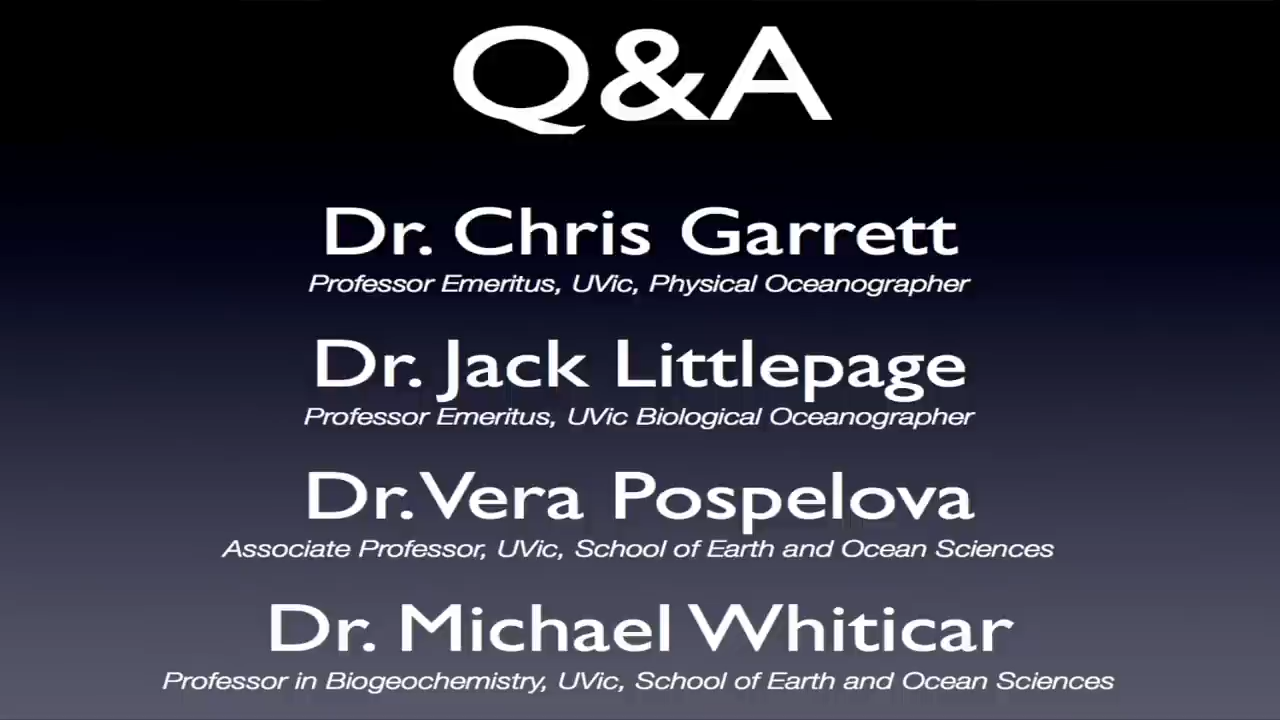 Q&A
Dr. Chris Garrett
Professor Emeritus, UVic, Physical Oceanographer
Dr. Jack Littlepage
Professor Emeritus, UVic Biological Oceanographer
Dr. Vera Pospelova
Associate Professor, UVic, School of Earth and Ocean Sciences
Dr. Michael Whiticar
Professor in Biogeochemistry, UVic, School of Earth and Ocean Sciences